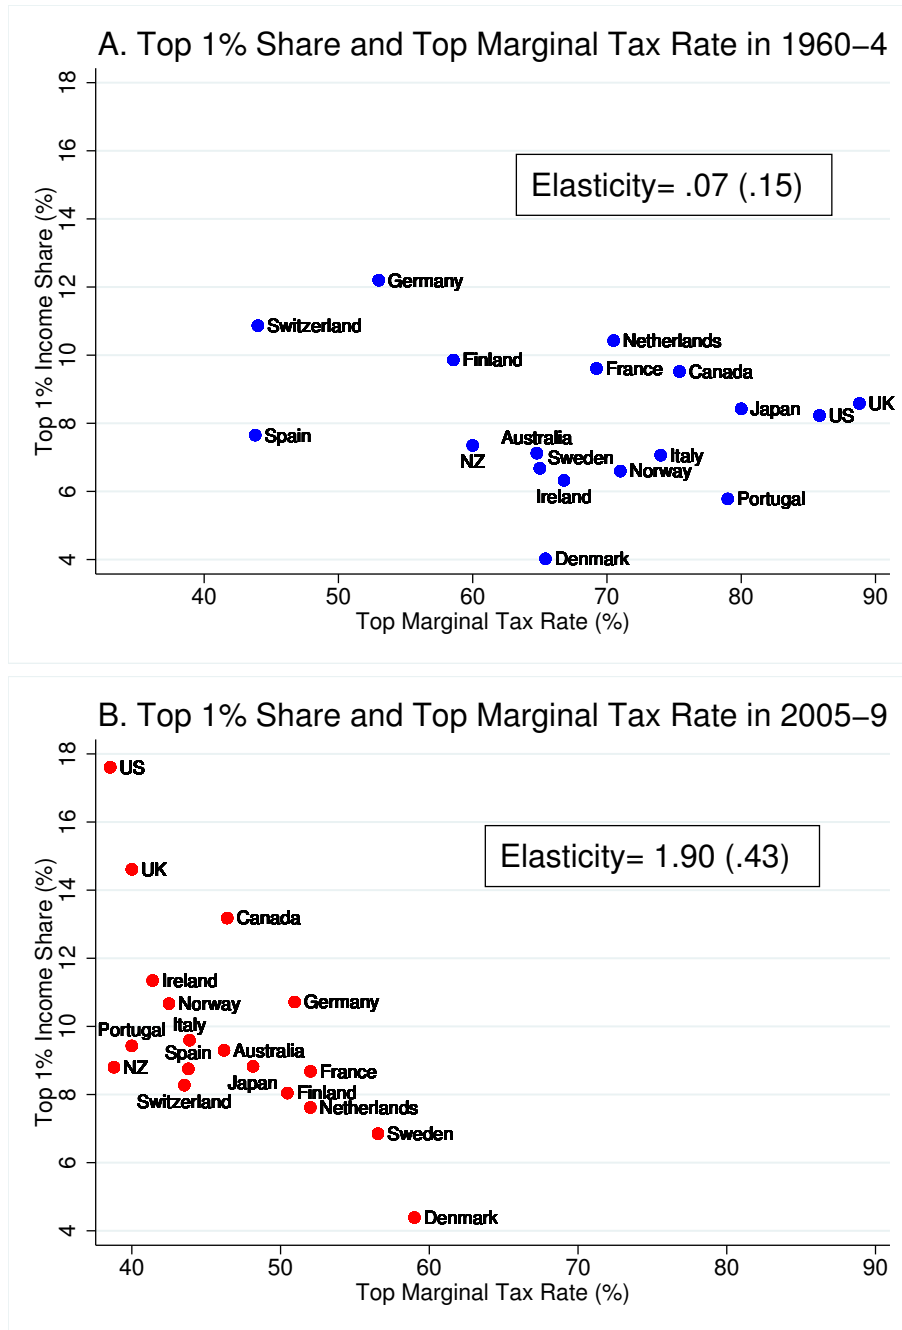 A. Top 1% Share and Top Marginal Tax Rate in 1960−4
Top 1% Income Share (%)
18
16
14
12
10
8
6
4
Elasticity= .07 (.15)
Germany
Switzerland
Netherlands
Finland
France
Canada
UK
Japan
US
Spain
Australia
NZ
Sweden
Italy
Norway
Ireland
Portugal
Denmark
40
50
60
70
80
90
Top Marginal Tax Rate (%)
B. Top 1% Share and Top Marginal Tax Rate in 2005−9
Top 1% Income Share (%)
18
16
14
12
10
8
6
4
US
Elasticity= 1.90 (.43)
UK
Canada
Ireland
Norway
Germany
Portugal
Italy
Spain
Australia
NZ
Japan
France
Switzerland
Finland
Netherlands
Sweden
Denmark
40
50
60
70
80
90
Top Marginal Tax Rate (%)